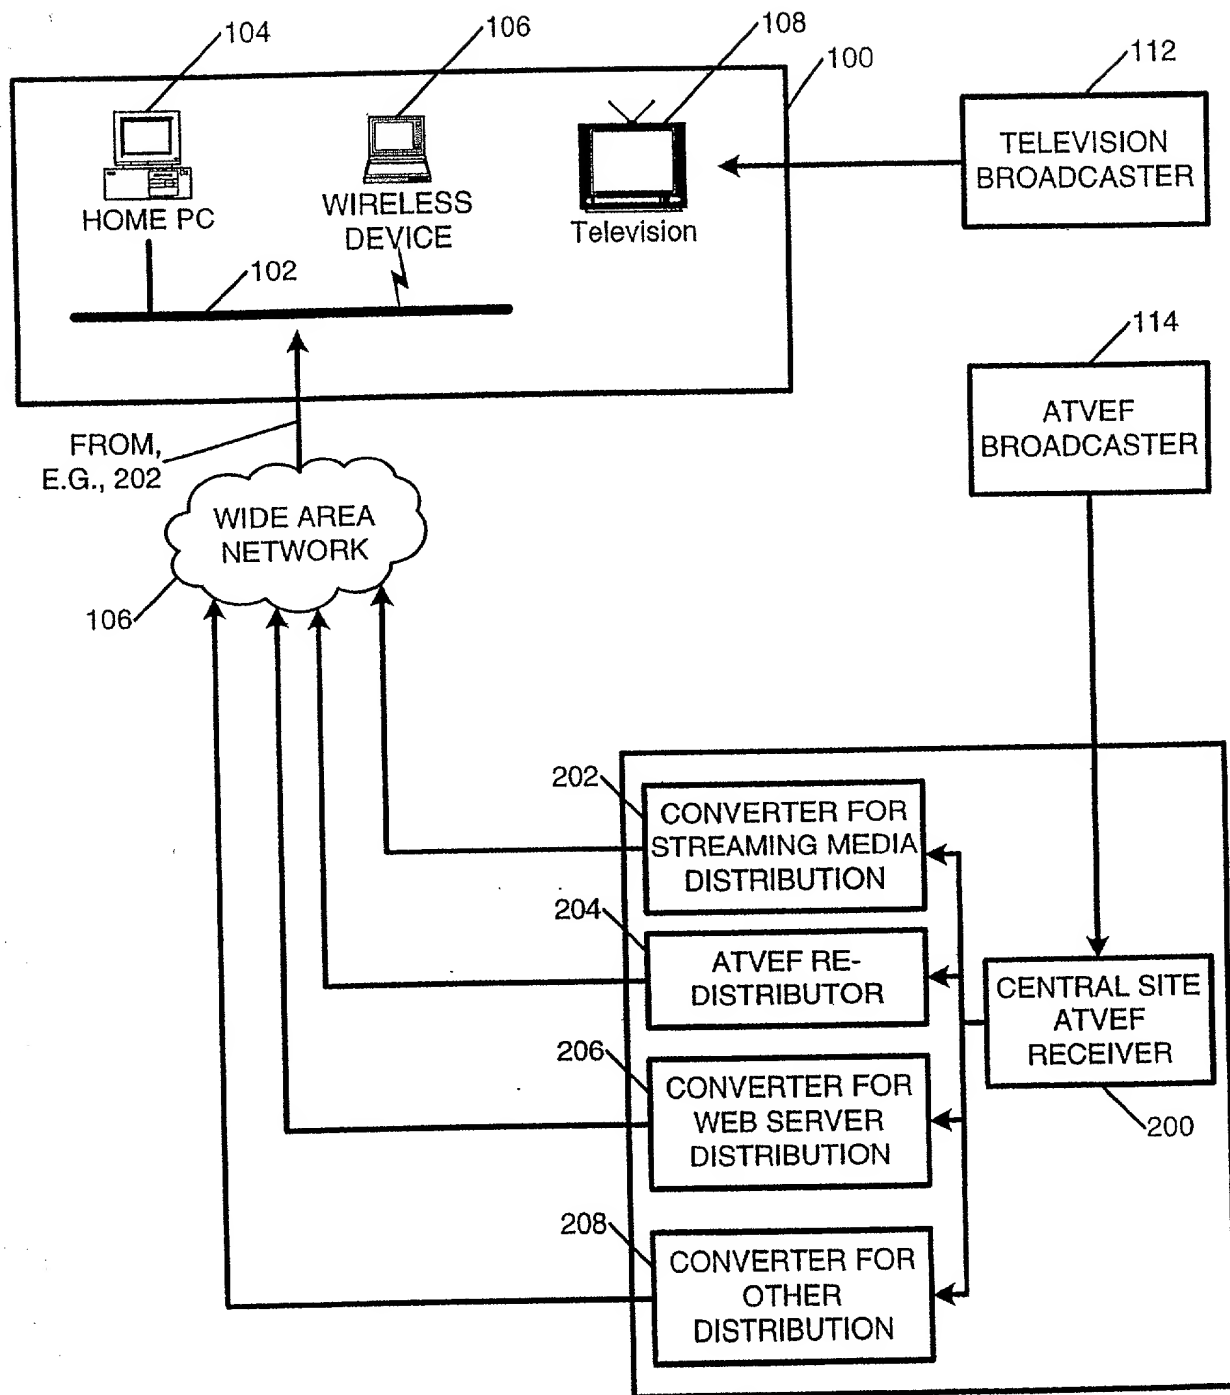 104
106
108
100
112
TELEVISION
BROADCASTER
HOME PC
WIRELESS
DEVICE
Television
102
114
ATVEF
BROADCASTER
FROM,
E.G., 202
WIDE AREA
NETWORK
106
202
CONVERTER FOR
STREAMING MEDIA
DISTRIBUTION
204
ATVEF RE-
DISTRIBUTOR
CENTRAL SITE
ATVEF
RECEIVER
200
206
CONVERTER FOR
WEB SERVER
DISTRIBUTION
208
CONVERTER FOR
OTHER
DISTRIBUTION